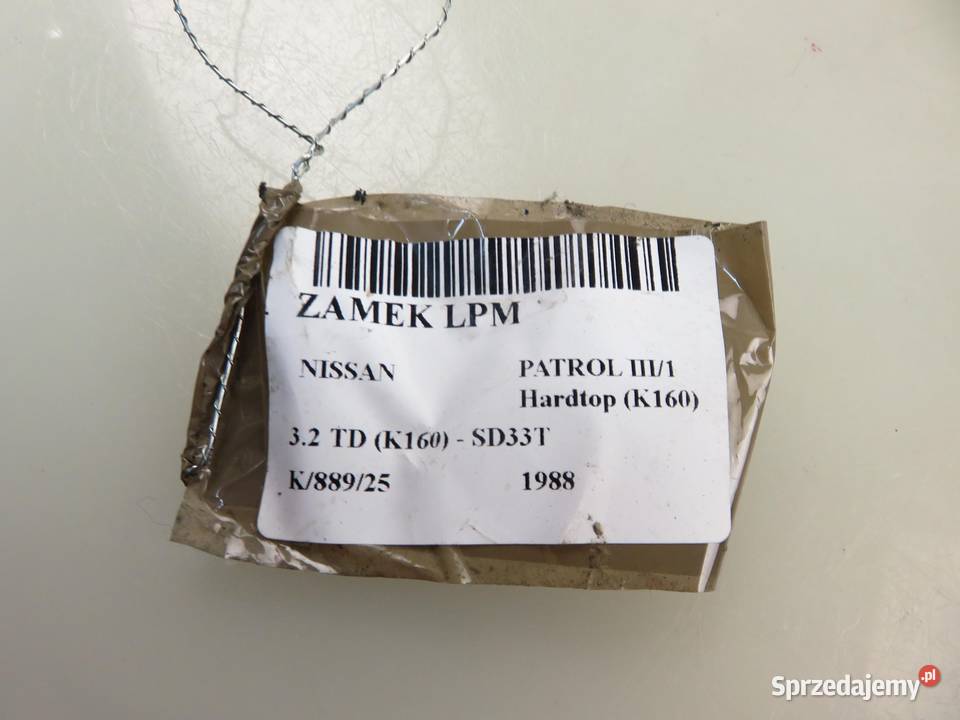 ZAMEK LPM
NISSAN PATROL III/1
Hardtop (K160)
3.2 TD (K160) - SD33T
K/889/25 1988
Sprzedajemy.pl